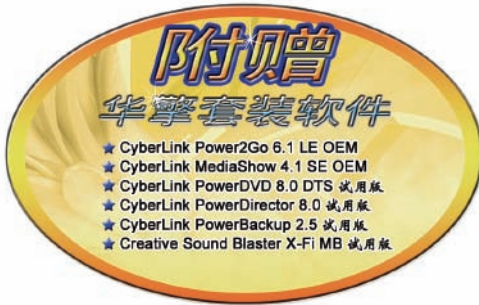 附赠
华擎套装软件
★ CyberLink Power2Go 6.1 LE OEM
★ CyberLink MediaShow 4.1 SE OEM
★ CyberLink PowerDVD 8.0 DTS 试用版
★ CyberLink PowerDirector 8.0 试用版
★ CyberLink PowerBackup 2.5 试用版
★ Creative Sound Blaster X-Fi MB 试用版